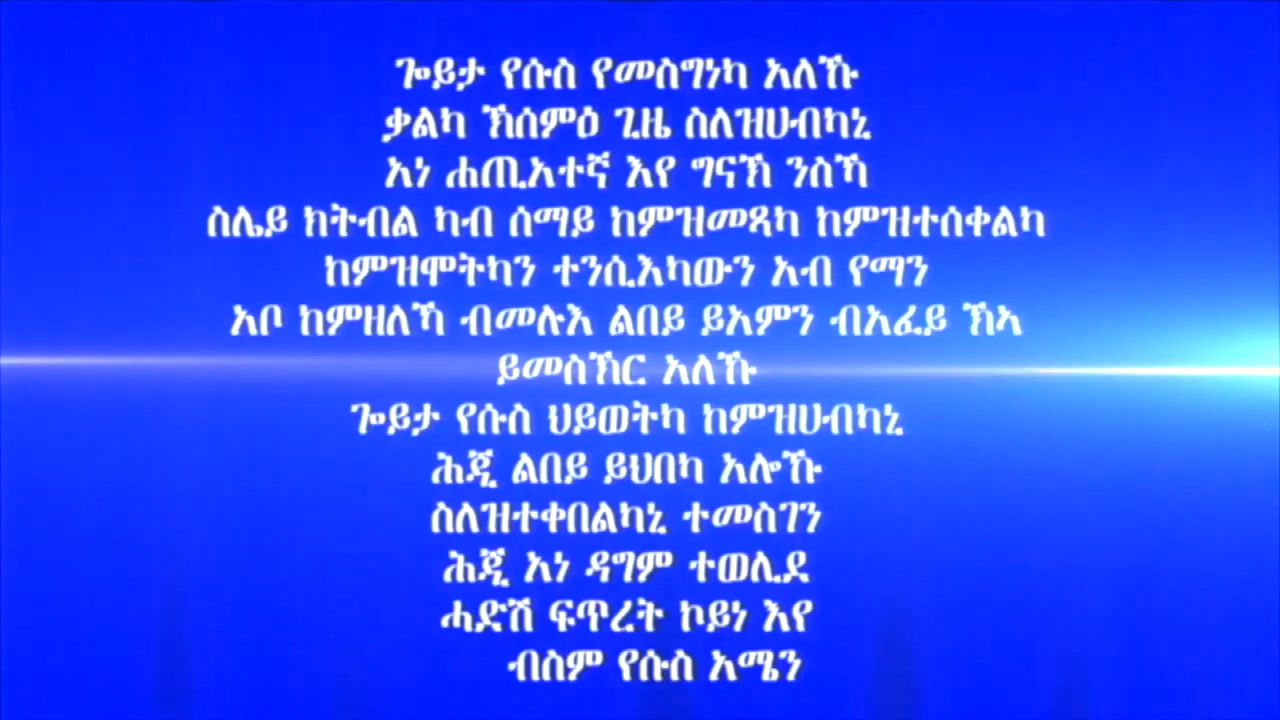 ጐይታ የሱስ የመስግነካ አለኹ
ቃልካ ኽሰምዕ ጊዜ ስለዝሀብካኒ
አነ ሐጢአተኛ እየ ግናኽ ንስኻ
ስሌይ ክትብል ካብ ሰማይ ከምዝመጻካ ከምዝተሰቀልካ
ከምዝሞትካን ተንሲእካውን አብ የማን
አቦ ከምዘለኻ ብመሉእ ልበይ ይአምን ብአፈይ ኽኣ
ይመስኽር አለኹ
ጐይታ የሱስ ህይወትካ ከምዝሀብካኒ
ሕጂ ልበይ ይህበካ አሎኹ
ስለዝተቀበልካኒ ተመስገን
ሕጂ አነ ዳግም ተወሊደ
ሓድሽ ፍጥረት ኮይነ እየ
ብስም የሱስ አሜን